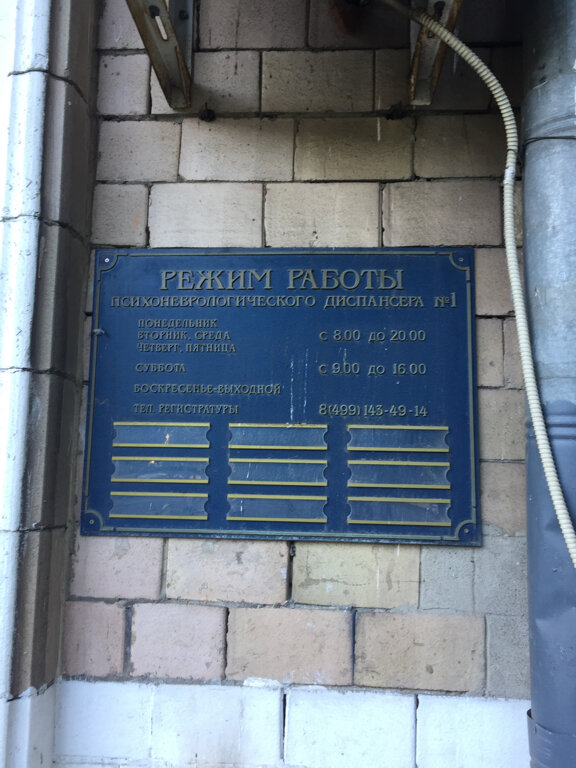 РЕЖИМ РАБОТЫ
ПСИХОНЕВРОЛОГИЧЕСКОГО ДИСПАНСЕРА №1
ПОНЕДЕЛЬНИК
ВТОРНИК, СРЕДА с 8.00 до 20.00
ЧЕТВЕРГ, ПЯТНИЦА
СУББОТА с 9.00 до 16.00
ВОСКРЕСЕНЬЕ-ВЫХОДНОЙ
ТЕЛ. РЕГИСТРАТУРЫ 8(499)143-49-14